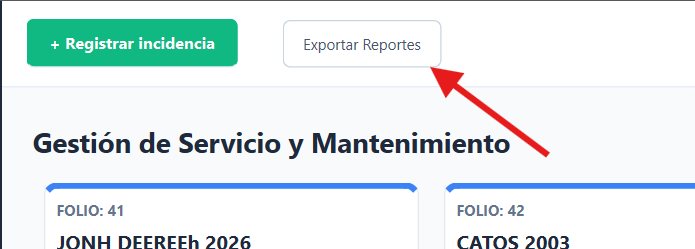 + Registrar incidencia
Exportar Reportes
Gestión de Servicio y Mantenimiento
FOLIO: 41
JONH DEEREEh 2026
FOLIO: 42
CATOS 2003